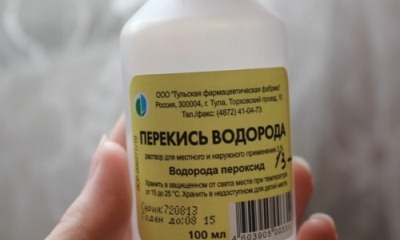 ООО "Тульская фармацевтическая фабрика"
Россия, 300004, г. Тула, Торховский проезд, 10
Тел./факс: (4872) 41-04-73
ПЕРЕКИСЬ ВОДОРОДА
раствор для местного и наружного применения 3%
Водорода пероксид
Хранить в защищенном от света месте при температуре
от 15 до 25 °С. Хранить в недоступном для детей месте.
Серия:720813
Годен до:08 15
100 мл